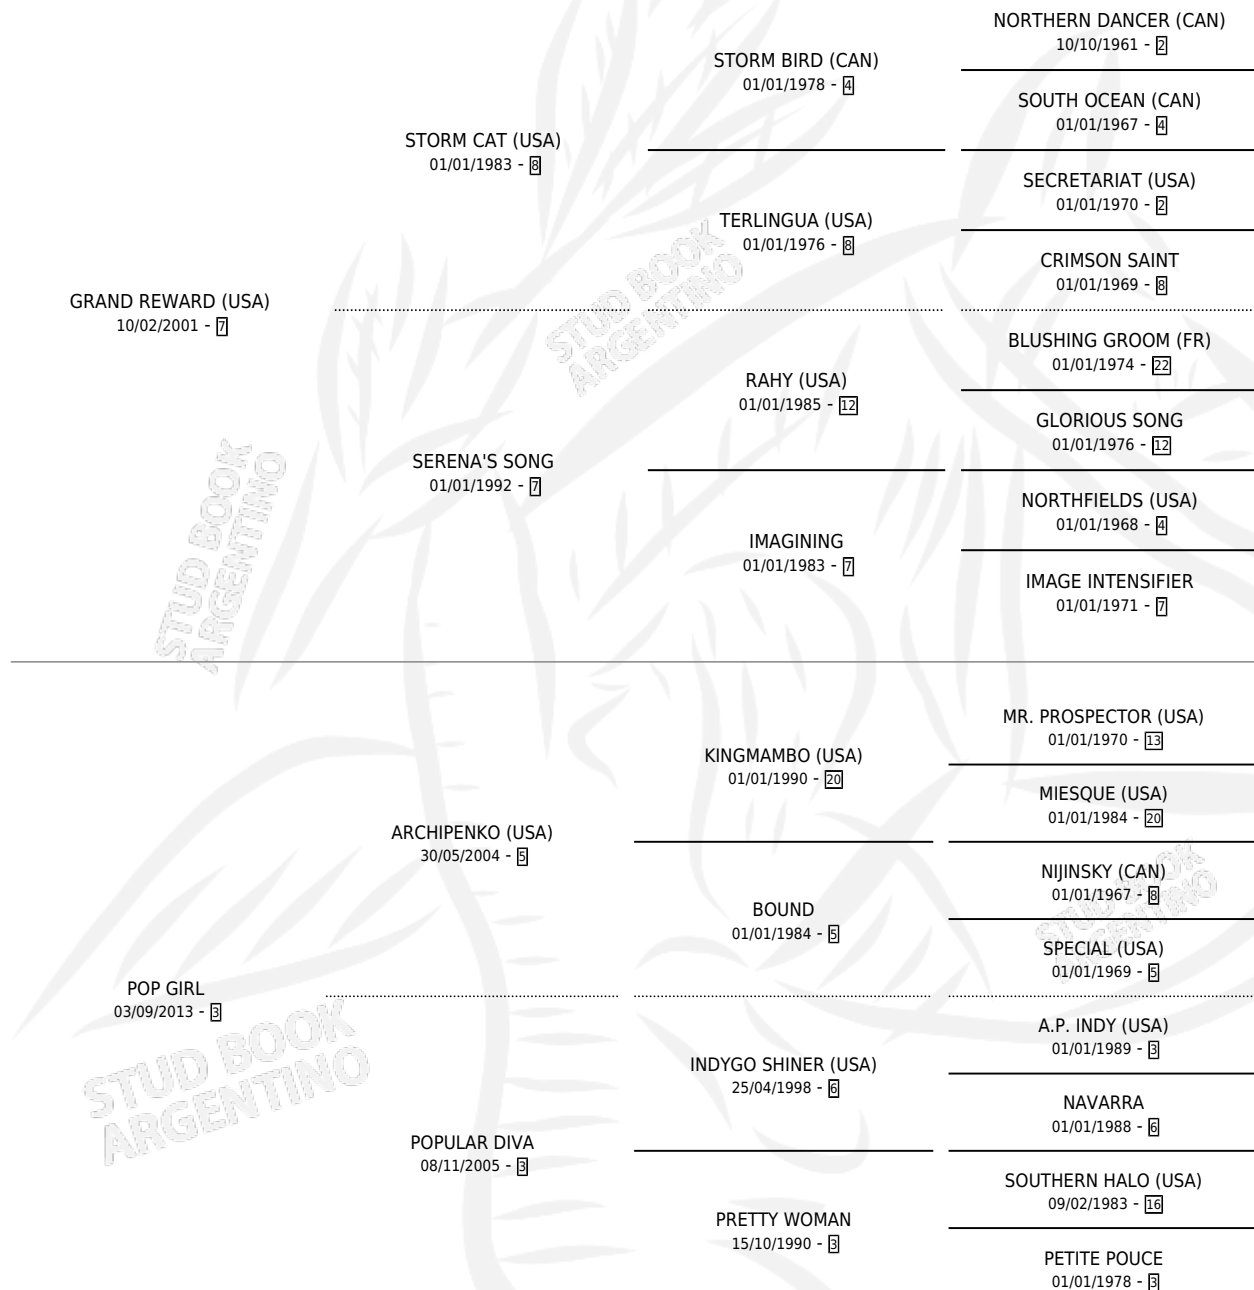 NORTHERN DANCER (CAN)
10/10/1961 - 2
STORM BIRD (CAN)
01/01/1978 - 4
SOUTH OCEAN (CAN)
01/01/1967 - 4
STORM CAT (USA)
01/01/1983 - 8
SECRETARIAT (USA)
01/01/1970 - 2
TERLINGUA (USA)
01/01/1976 - 8
CRIMSON SAINT
01/01/1969 - 8
GRAND REWARD (USA)
10/02/2001 - 7
BLUSHING GROOM (FR)
01/01/1974 - 22
RAHY (USA)
01/01/1985 - 12
GLORIOUS SONG
01/01/1976 - 12
SERENA'S SONG
01/01/1992 - 7
NORTHFIELDS (USA)
01/01/1968 - 4
IMAGINING
01/01/1983 - 7
IMAGE INTENSIFIER
01/01/1971 - 7
MR. PROSPECTOR (USA)
01/01/1970 - 13
KINGMAMBO (USA)
01/01/1990 - 20
MIESQUE (USA)
01/01/1984 - 20
ARCHIPENKO (USA)
30/05/2004 - 5
NIJINSKY (CAN)
01/01/1967 - 8
BOUND
01/01/1984 - 5
SPECIAL (USA)
01/01/1969 - 5
POP GIRL
03/09/2013 - 3
A.P. INDY (USA)
01/01/1989 - 3
INDYGO SHINER (USA)
25/04/1998 - 6
NAVARRA
01/01/1988 - 6
POPULAR DIVA
08/11/2005 - 3
SOUTHERN HALO (USA)
09/02/1983 - 16
PRETTY WOMAN
15/10/1990 - 3
PETITE POUCE
01/01/1978 - 3
STUD BOOK
ARGENTINO
STUD BOOK
ARGENTINO
STUD BOOK
ARGENTINO
STUD BOOK
ARGENTINO